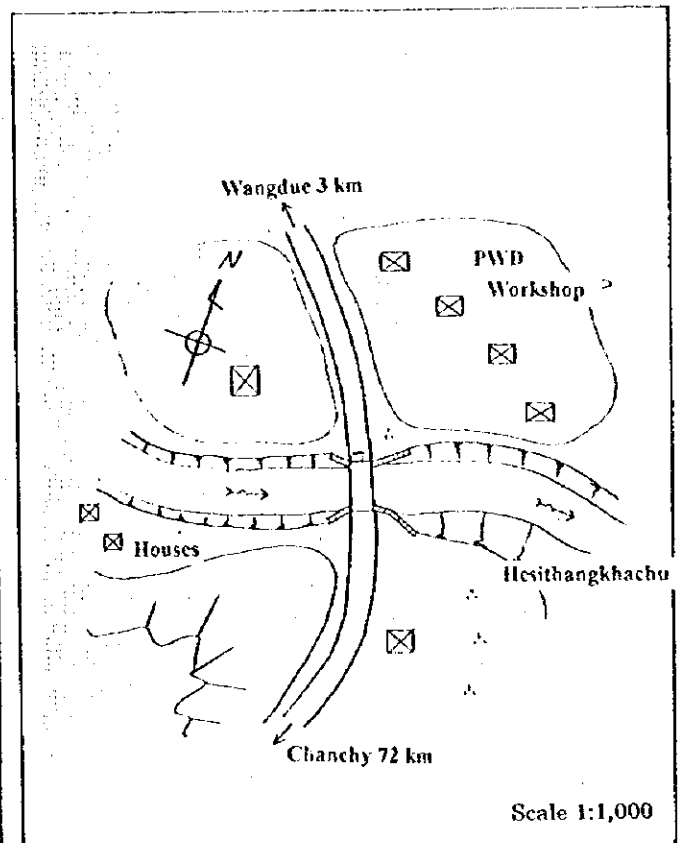 Wangdue 3 km
N
PWD
Workshop
Houses
Hesithangkhachu
Chanchy 72 km
Scale 1:1,000